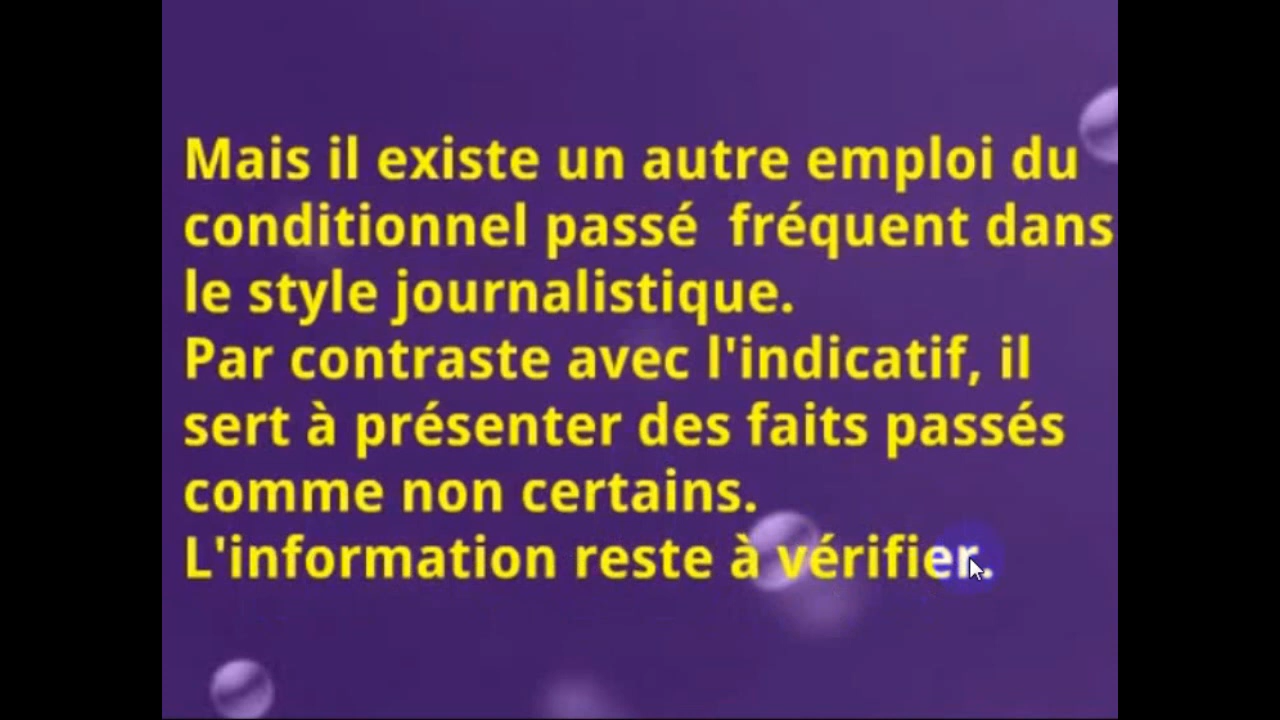 Mais il existe un autre emploi du
conditionnel passé  fréquent dans
le style journalistique.
Par contraste avec l'indicatif, il
sert à présenter des faits passés
comme non certains.
L'information reste à vérifier.